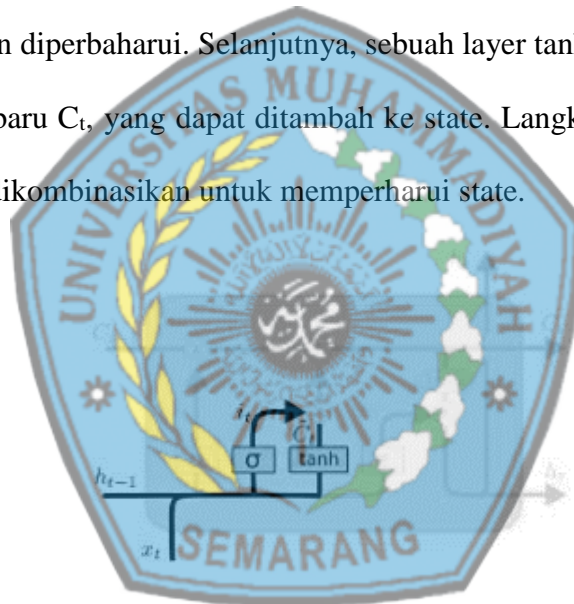 n diperbaharui. Selanjutnya, sebuah layer tanh
baru Cₜ, yang dapat ditambah ke state. Langk
dikombinasikan untuk memperharui state.
UNIVERSITAS MUHAMMADIYAH
iₜ
σ tanh
hₜ₋₁
xₜ
SEMARANG